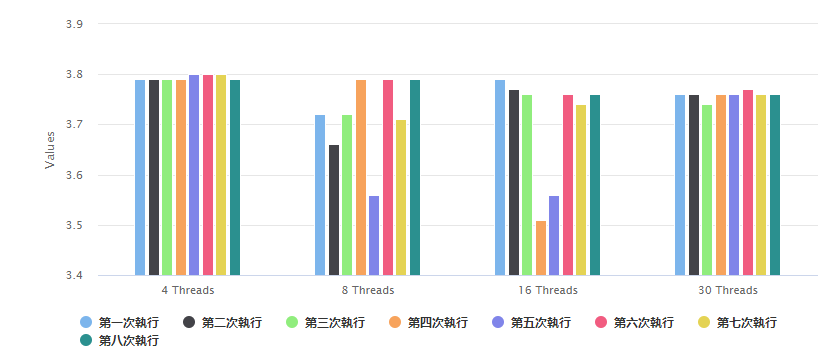 3.9
3.8
3.7
3.6
3.5
3.4
Values
4 Threads
8 Threads
16 Threads
30 Threads
第一次執行 第二次執行 第三次執行 第四次執行 第五次執行 第六次執行 第七次執行
第八次執行